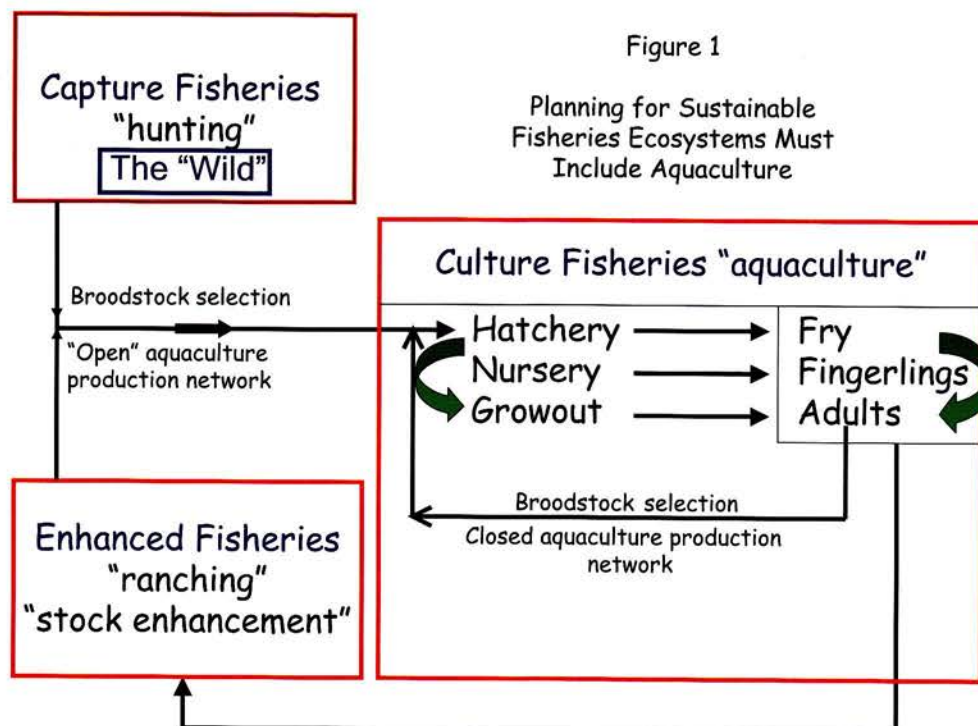 Capture Fisheries
“hunting”
The “Wild”
Figure 1
Planning for Sustainable
Fisheries Ecosystems Must
Include Aquaculture
Culture Fisheries “aquaculture”
Broodstock selection
“Open” aquaculture
production network
Hatchery
Nursery
Growout
Fry
Fingerlings
Adults
Broodstock selection
Closed aquaculture production
network
Enhanced Fisheries
“ranching”
“stock enhancement”